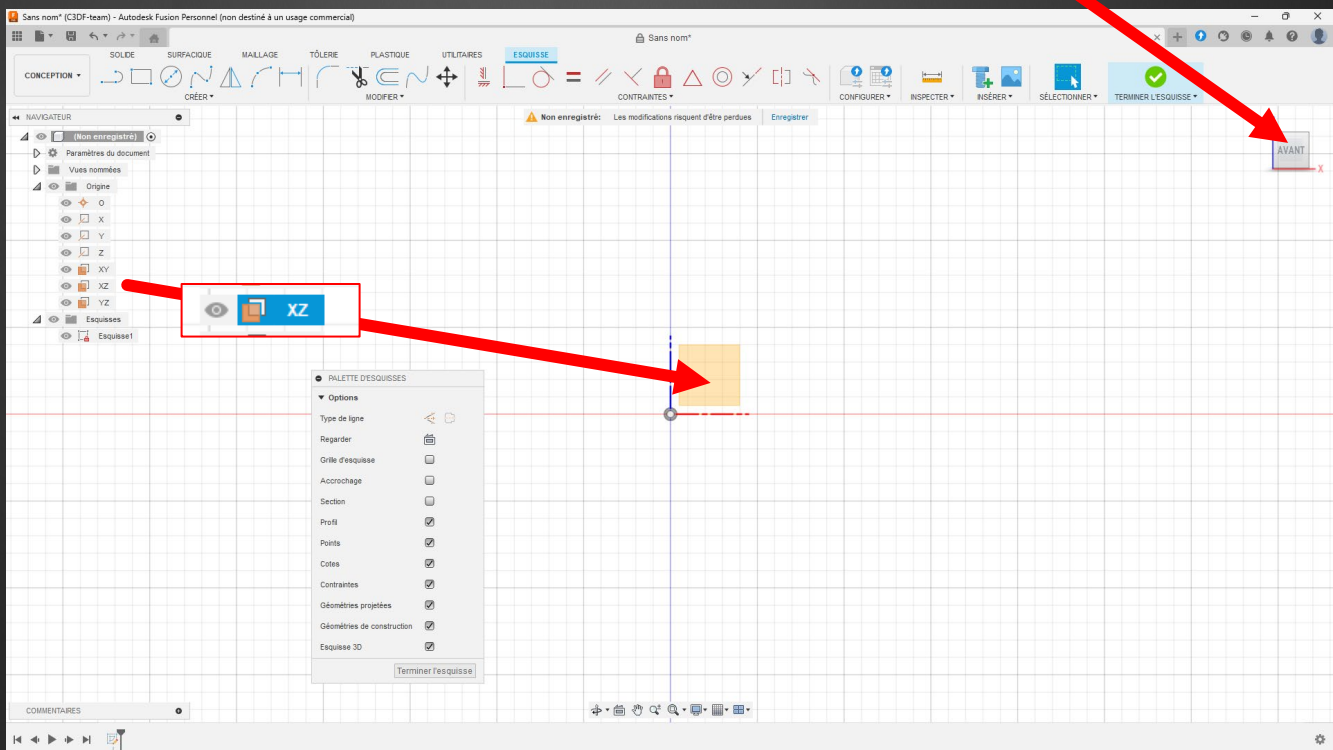 Sans nom* (C3DF-team) - Autodesk Fusion Personnel (non destiné à un usage commercial)
Sans nom*
SOLIDE SURFACIQUE MAILLAGE TÔLERIE PLASTIQUE UTILITAIRES ESQUISSE
CONCEPTION
CRÉER MODIFIER CONTRAINTES CONFIGURER INSPECTER INSÉRER SÉLECTIONNER TERMINER L'ESQUISSE
NAVIGATEUR
Non enregistré: Les modifications risquent d'être perdues Enregistrer
(Non enregistré)
AVANT
X
Paramètres du document
Vues nommées
Origine
O
X
Y
Z
XY
XZ
YZ
XZ
Esquisses
Esquisse1
PALETTE D'ESQUISSES
Options
Type de ligne
Regarder
Grille d'esquisse
Accrochage
Section
Profil
Points
Cotes
Contraintes
Géométries projetées
Géométries de construction
Esquisse 3D
Terminer l'esquisse
COMMENTAIRES